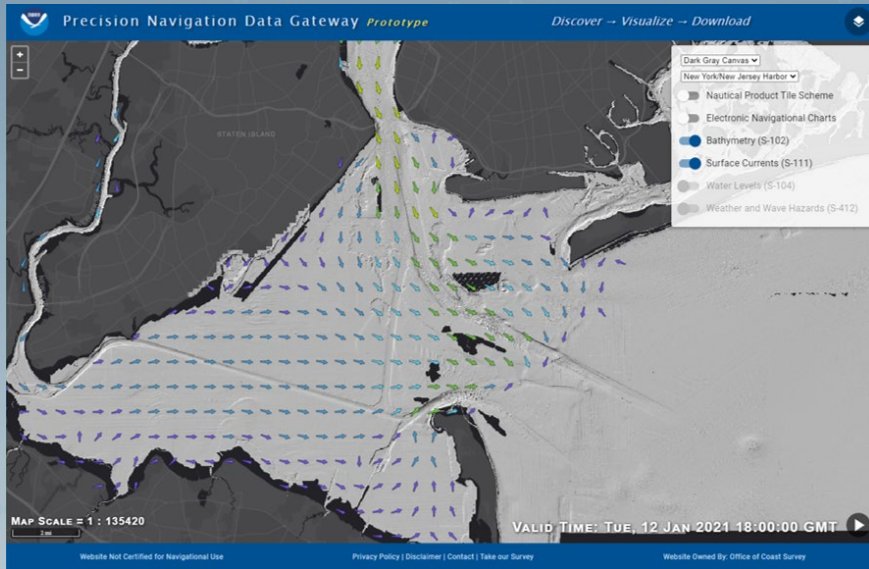 Precision Navigation Data Gateway Prototype
Discover → Visualize → Download
+
−
Dark Gray Canvas
New York/New Jersey Harbor
Nautical Product Tile Scheme
Electronic Navigational Charts
Bathymetry (S-102)
Surface Currents (S-111)
Water Levels (S-104)
Weather and Wave Hazards (S-412)
STATEN ISLAND
Map Scale = 1 : 135420
2 mi
Valid Time: Tue, 12 Jan 2021 18:00:00 GMT
Website Not Certified for Navigational Use
Privacy Policy | Disclaimer | Contact | Take our Survey
Website Owned By: Office of Coast Survey